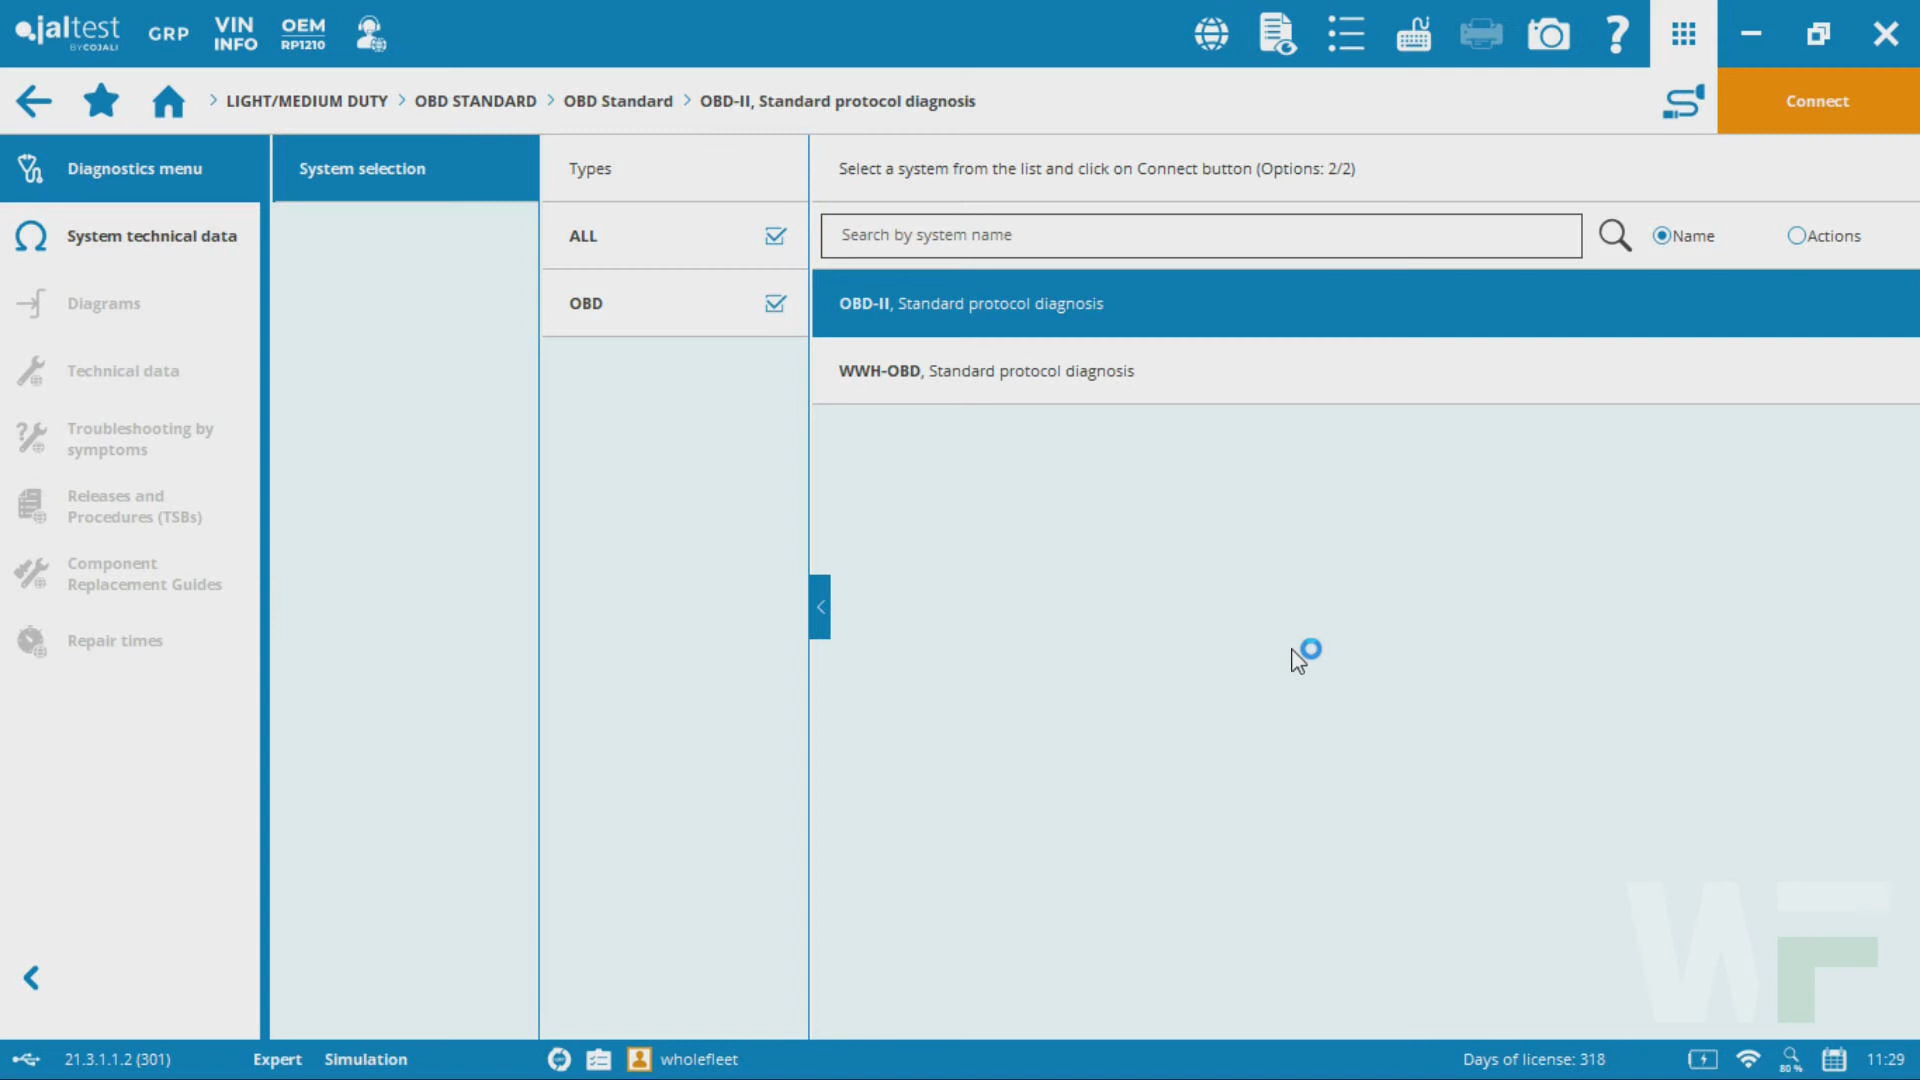 jaltest
BY COJALI
GRP
VIN
INFO
OEM
RP1210
LIGHT/MEDIUM DUTY
OBD STANDARD
OBD Standard
OBD-II, Standard protocol diagnosis
Connect
Diagnostics menu
System selection
Types
Select a system from the list and click on Connect button (Options: 2/2)
System technical data
ALL
Search by system name
Name
Actions
Diagrams
OBD
OBD-II, Standard protocol diagnosis
Technical data
WWH-OBD, Standard protocol diagnosis
Troubleshooting by
symptoms
Releases and
Procedures (TSBs)
Component
Replacement Guides
Repair times
WF
21.3.1.1.2 (301)
Expert
Simulation
wholefleet
Days of license: 318
80 %
11:29